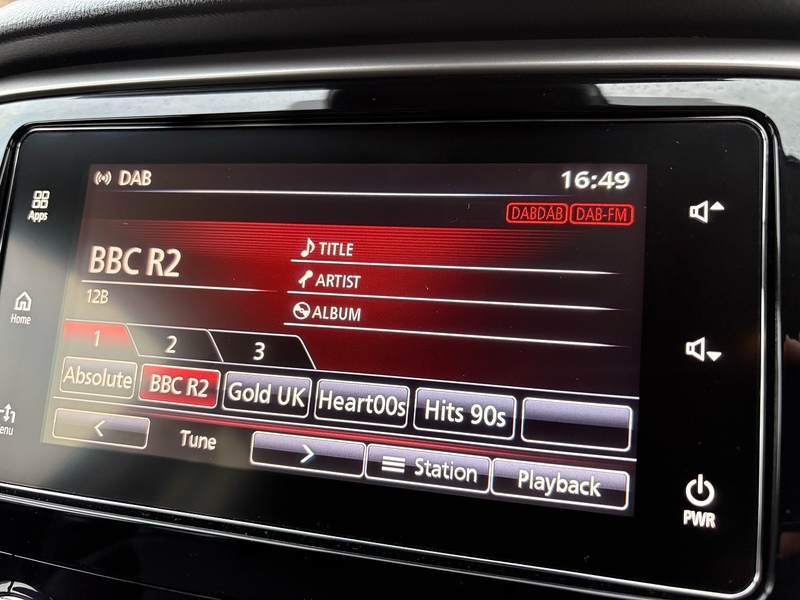 DAB 16:49
DABDAB DAB-FM
Apps
TITLE
BBC R2
ARTIST
12B
ALBUM
Home
1 2 3
Absolute BBC R2 Gold UK Heart00s Hits 90s
< Tune > Station Playback
PWR